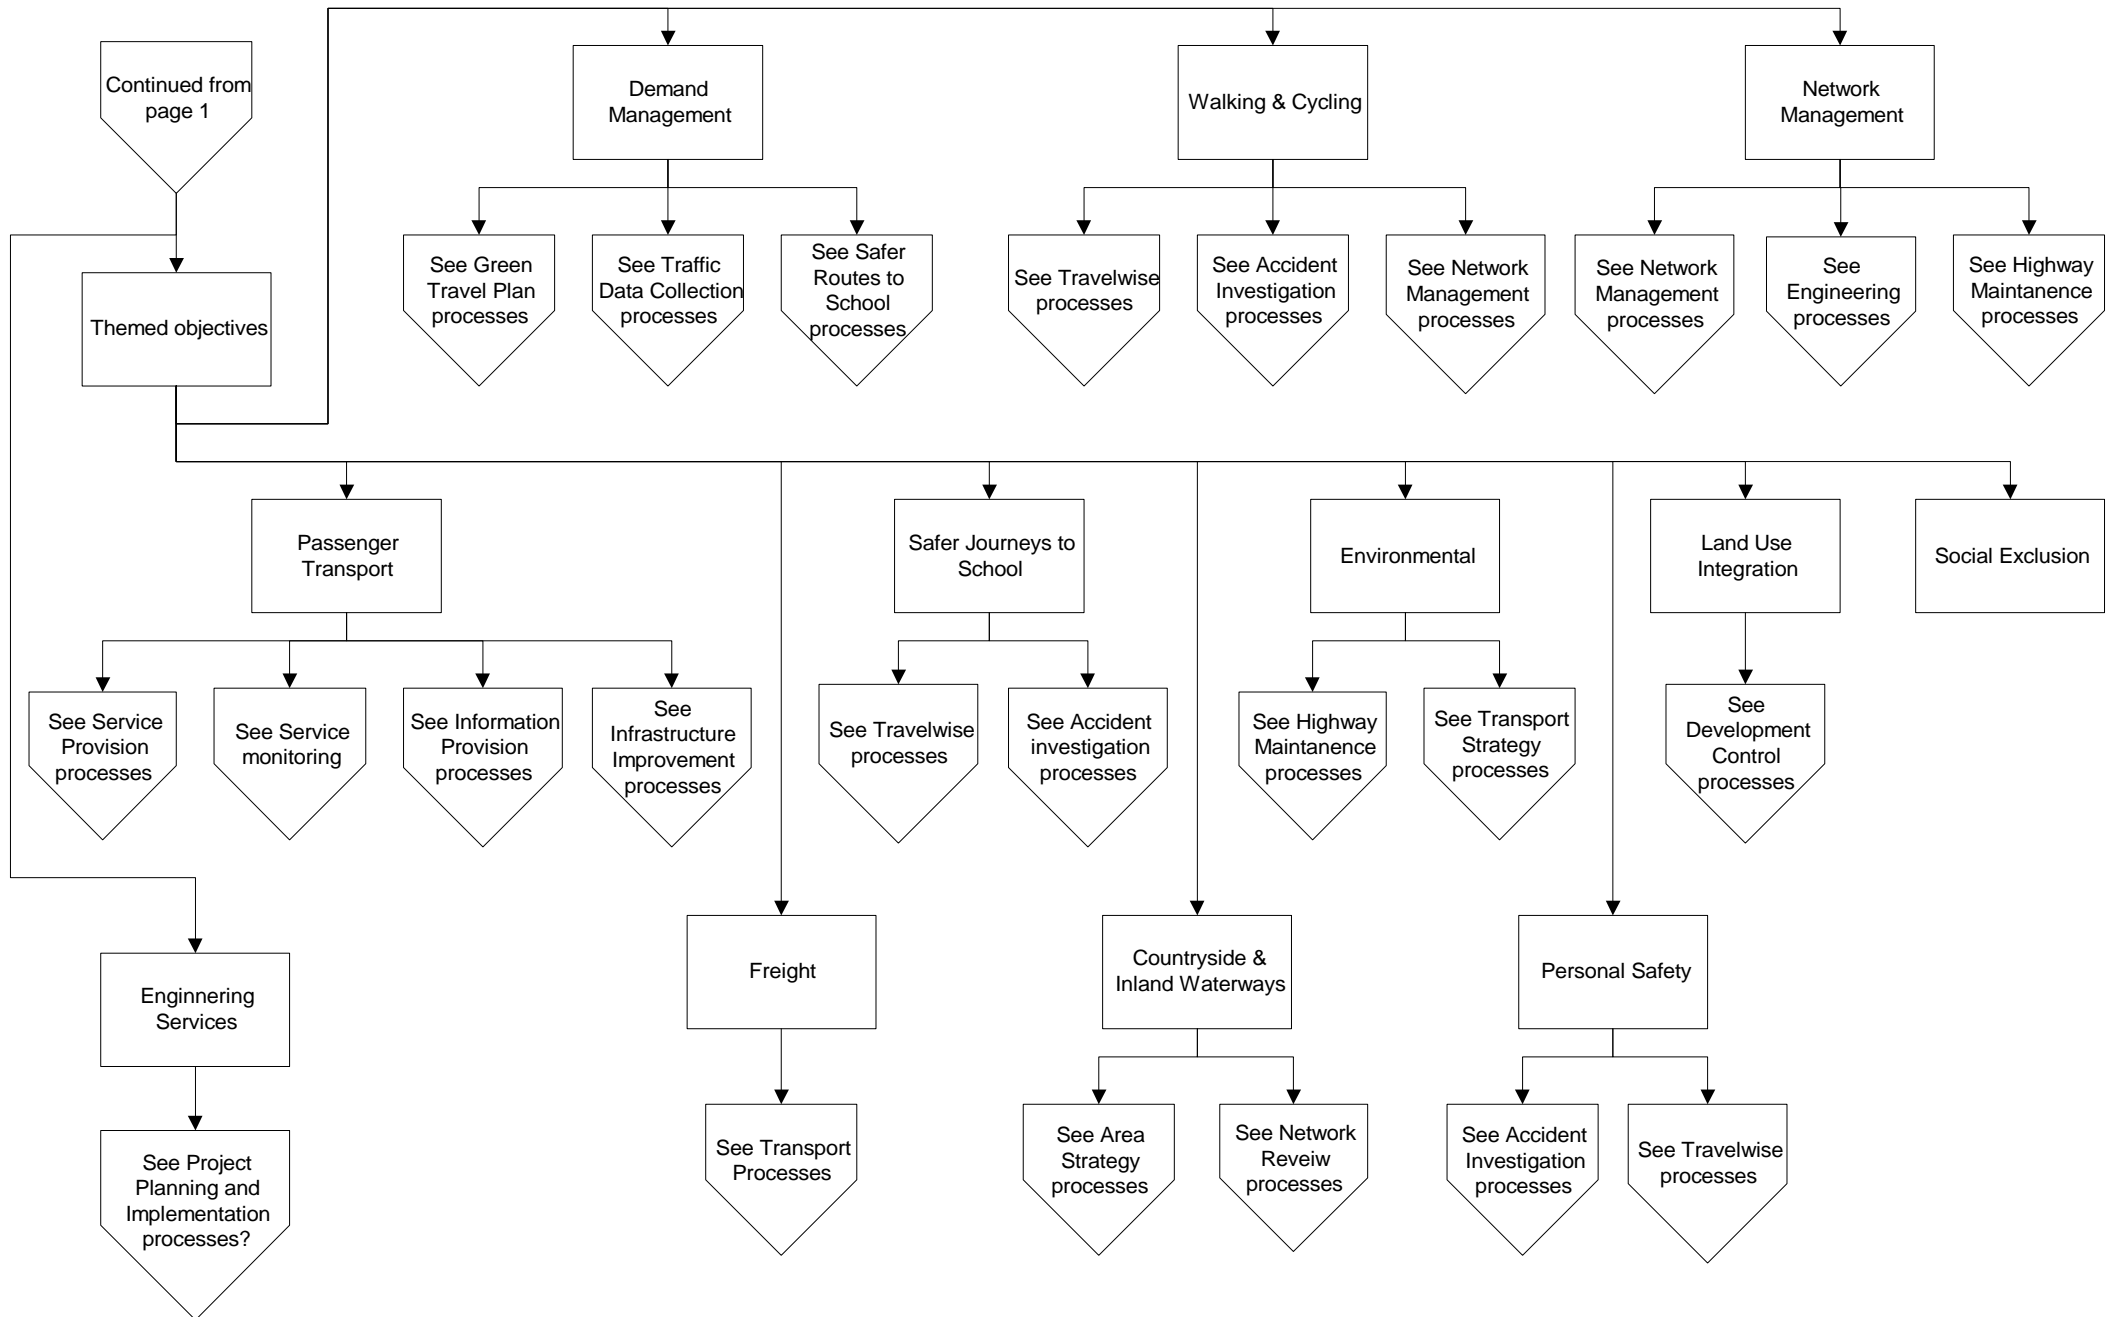 Continued from
page 1
Demand
Management
Walking & Cycling
Network
Management
See Green
Travel Plan
processes
See Traffic
Data Collection
processes
See Safer
Routes to
School
processes
See Travelwise
processes
See Accident
Investigation
processes
See Network
Management
processes
See Network
Management
processes
See
Engineering
processes
See Highway
Maintanence
processes
Themed objectives
Passenger
Transport
Safer Journeys to
School
Environmental
Land Use
Integration
Social Exclusion
See Service
Provision
processes
See Service
monitoring
See Information
Provision
processes
See
Infrastructure
Improvement
processes
See Travelwise
processes
See Accident
investigation
processes
See Highway
Maintanence
processes
See Transport
Strategy
processes
See
Development
Control
processes
Enginnering
Services
Freight
Countryside &
Inland Waterways
Personal Safety
See Project
Planning and
Implementation
processes?
See Transport
Processes
See Area
Strategy
processes
See Network
Reveiw
processes
See Accident
Investigation
processes
See Travelwise
processes